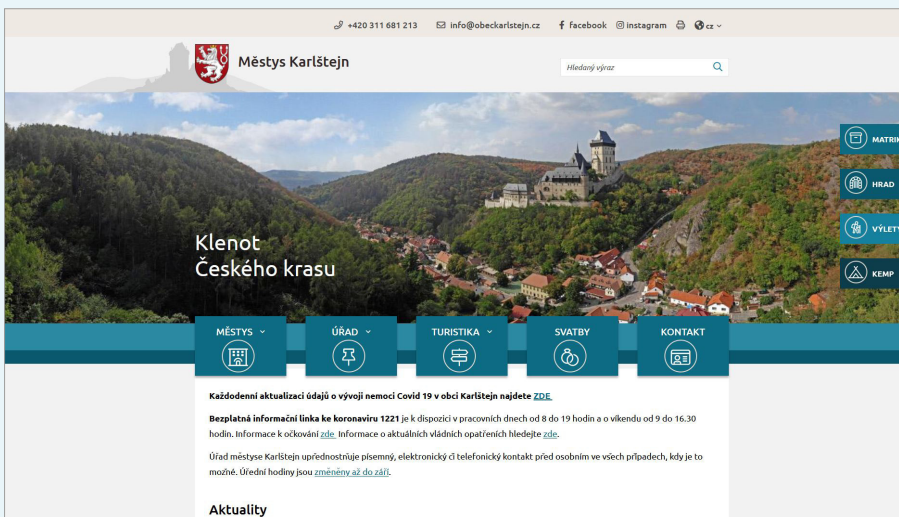 +420 311 681 213 info@obeckarlstejn.cz facebook instagram cz
Městys Karlštejn
Hledaný výraz
MATRIK
HRAD
VÝLETY
KEMP
Klenot
Českého krasu
MĚSTYS ÚŘAD TURISTIKA SVATBY KONTAKT
Každodenní aktualizaci údajů o vývoji nemoci Covid 19 v obci Karlštejn najdete ZDE
Bezplatná informační linka ke koronaviru 1221 je k dispozici v pracovních dnech od 8 do 19 hodin a o víkendu od 9 do 16.30
hodin. Informace k očkování zde Informace o aktuálních vládních opatřeních hledejte zde.
Úřad městyse Karlštejn upřednostňuje písemný, elektronický či telefonický kontakt před osobním ve všech případech, kdy je to
možné. Úřední hodiny jsou změněny až do září.
Aktuality